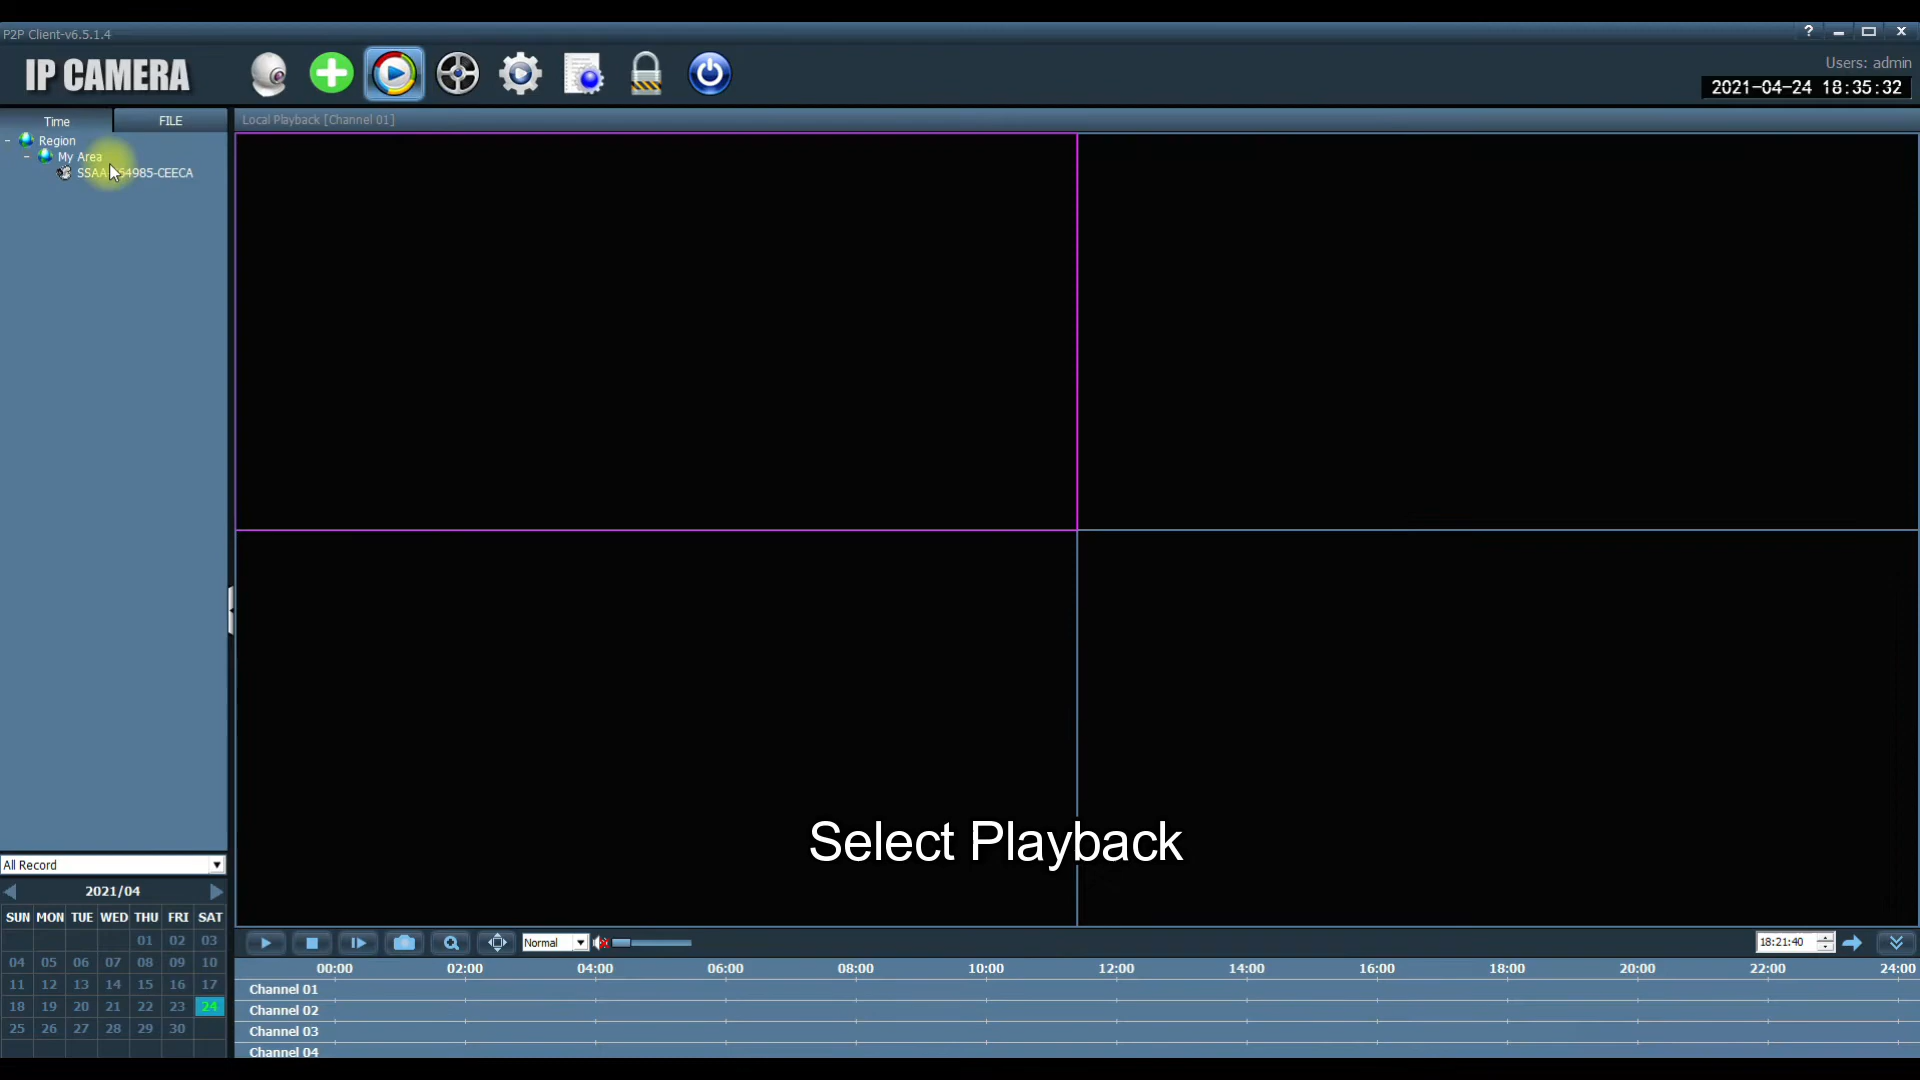 P2P Client-v6.5.1.4
?
IP CAMERA
Users: admin
2021-04-24 18:35:32
Time FILE
Local Playback [Channel 01]
Region
My Area
54985-CEECA
Select Playback
All Record
2021/04
SUN MON TUE WED THU FRI SAT
01 02 03
04 05 06 07 08 09 10
11 12 13 14 15 16 17
18 19 20 21 22 23 24
25 26 27 28 29 30
Normal
18:21:40
00:00 02:00 04:00 06:00 08:00 10:00 12:00 14:00 16:00 18:00 20:00 22:00 24:00
Channel 01
Channel 02
Channel 03
Channel 04